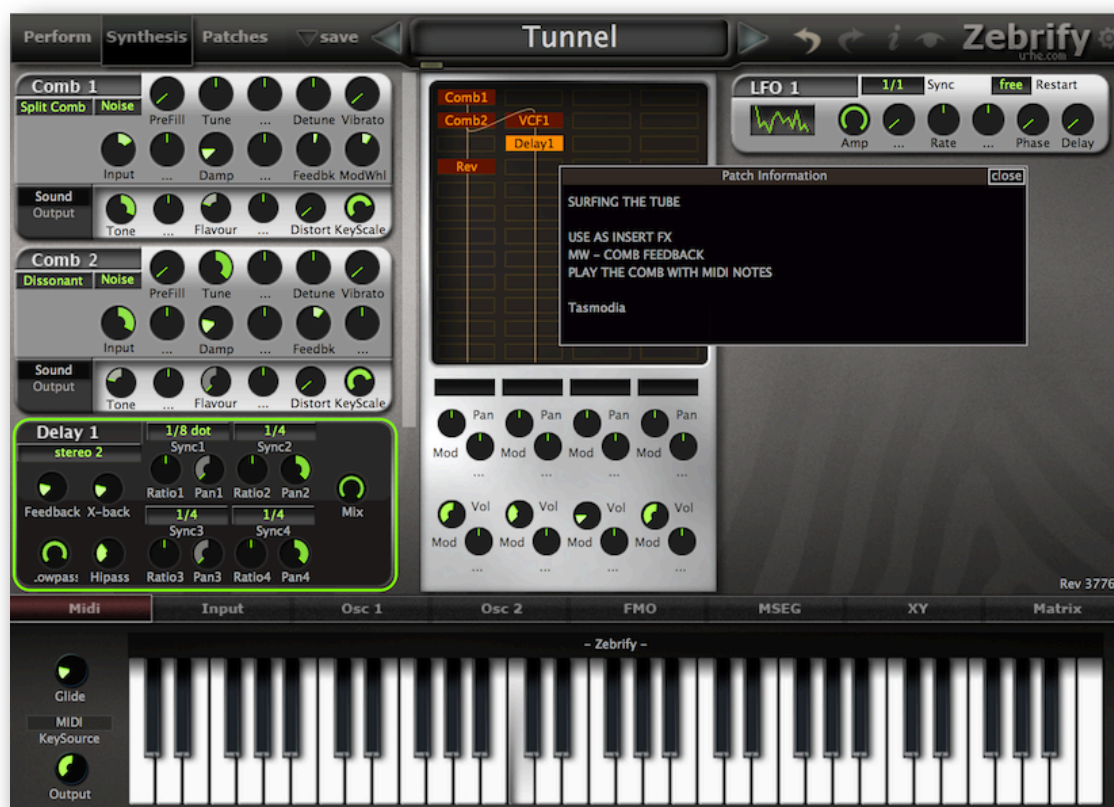 Perform Synthesis Patches save Tunnel Zebrify
u-he.com
Comb 1
Split Comb Noise
PreFill Tune ... Detune Vibrato
Input ... Damp ... Feedbk ModWhl
Sound
Output
Tone ... Flavour ... Distort KeyScale
Comb 2
Dissonant Noise
PreFill Tune ... Detune Vibrato
Input ... Damp ... Feedbk ...
Sound
Output
Tone ... Flavour ... Distort KeyScale
Delay 1
stereo 2
1/8 dot 1/4
Sync1 Sync2
Ratio1 Pan1 Ratio2 Pan2
Feedback X-back Mix
1/4 1/4
Sync3 Sync4
.owpass Hipass Ratio3 Pan3 Ratio4 Pan4
Comb1
Comb2 VCF1
Delay1
Rev
Pan Pan Pan Pan
Mod Mod Mod Mod
... ... ... ...
Vol Vol Vol Vol
Mod Mod Mod Mod
... ... ... ...
LFO 1 1/1 Sync free Restart
Amp ... Rate ... Phase Delay
Patch Information close
SURFING THE TUBE
USE AS INSERT FX
MW - COMB FEEDBACK
PLAY THE COMB WITH MIDI NOTES
Tasmodia
Rev 3776
Midi Input Osc 1 Osc 2 FMO MSEG XY Matrix
- Zebrify -
Glide
MIDI
KeySource
Output